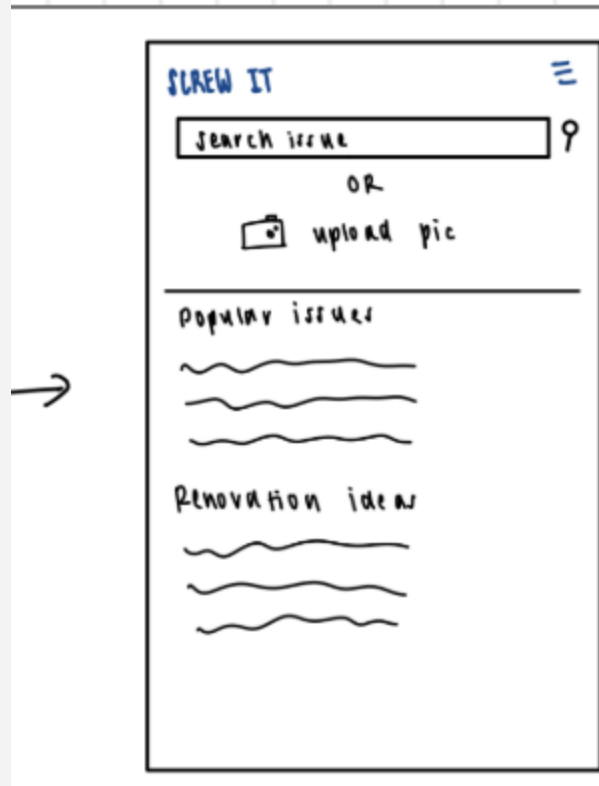 SCREW IT
search issue
OR
upload pic
Popular issues
Renovation ideas